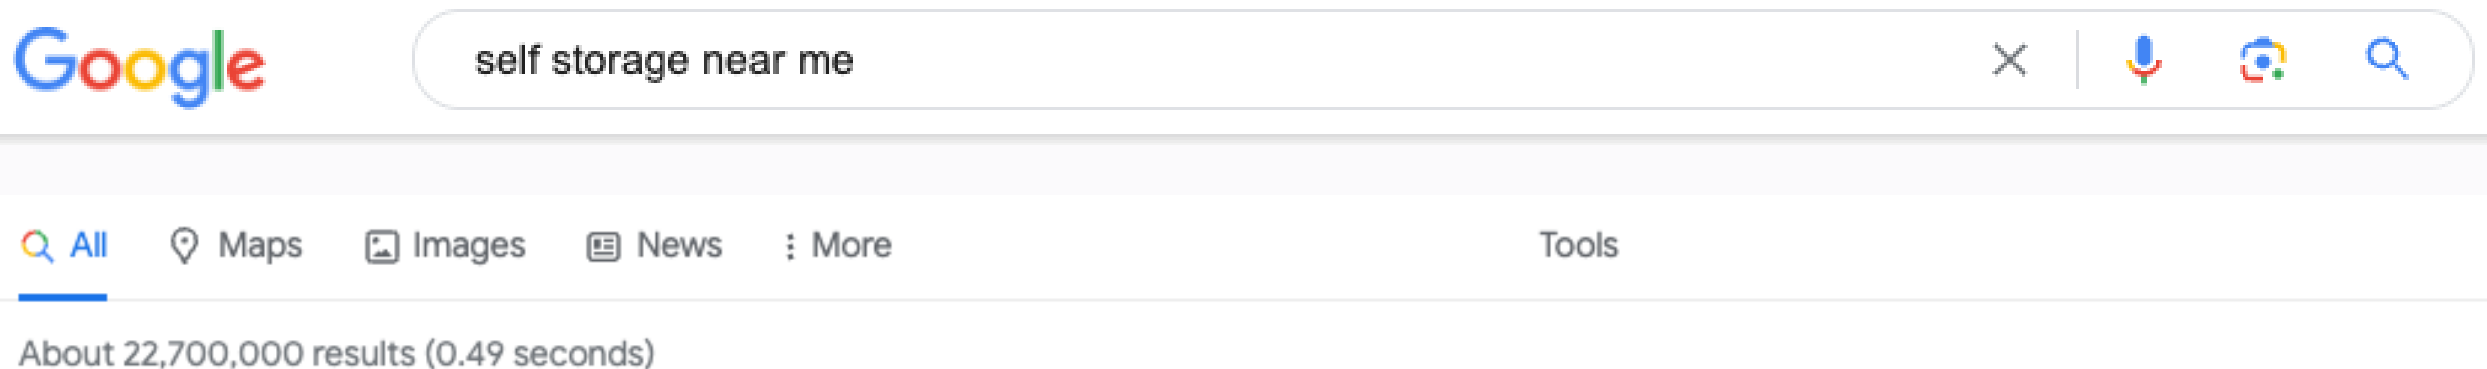 Google self storage near me
All Maps Images News More Tools
About 22,700,000 results (0.49 seconds)